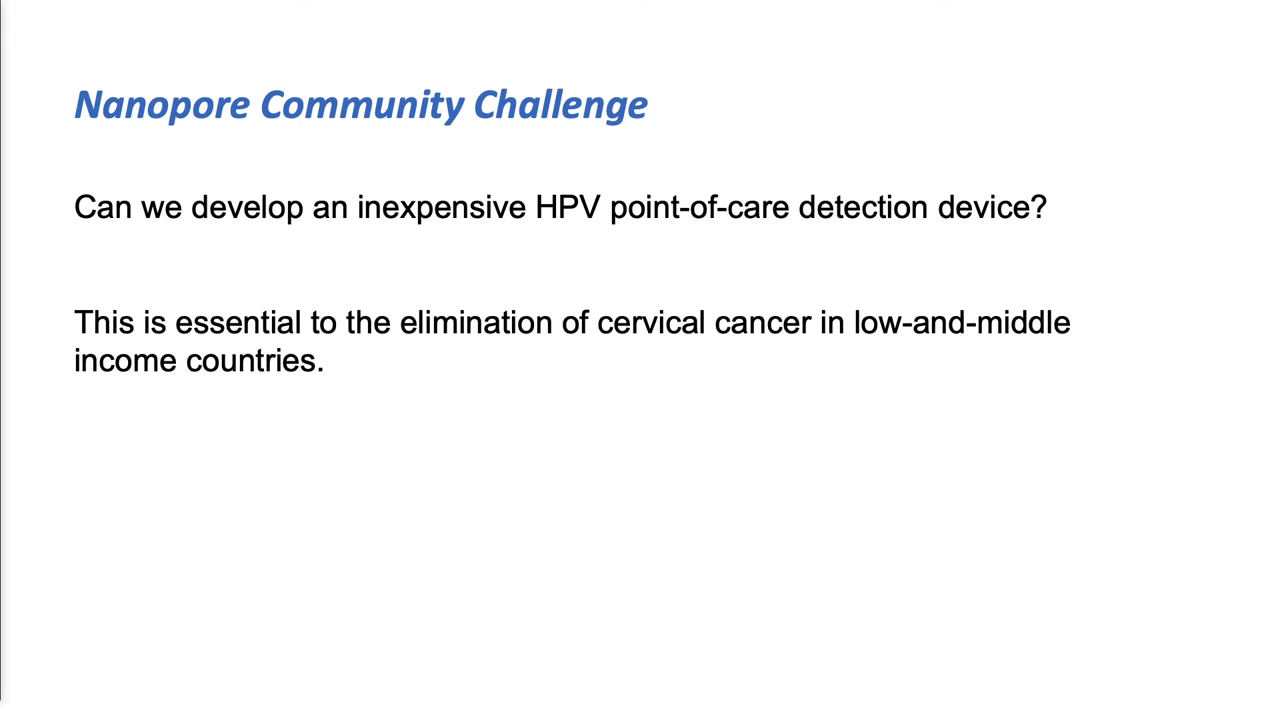 Nanopore Community Challenge
Can we develop an inexpensive HPV point-of-care detection device?
This is essential to the elimination of cervical cancer in low-and-middle
income countries.